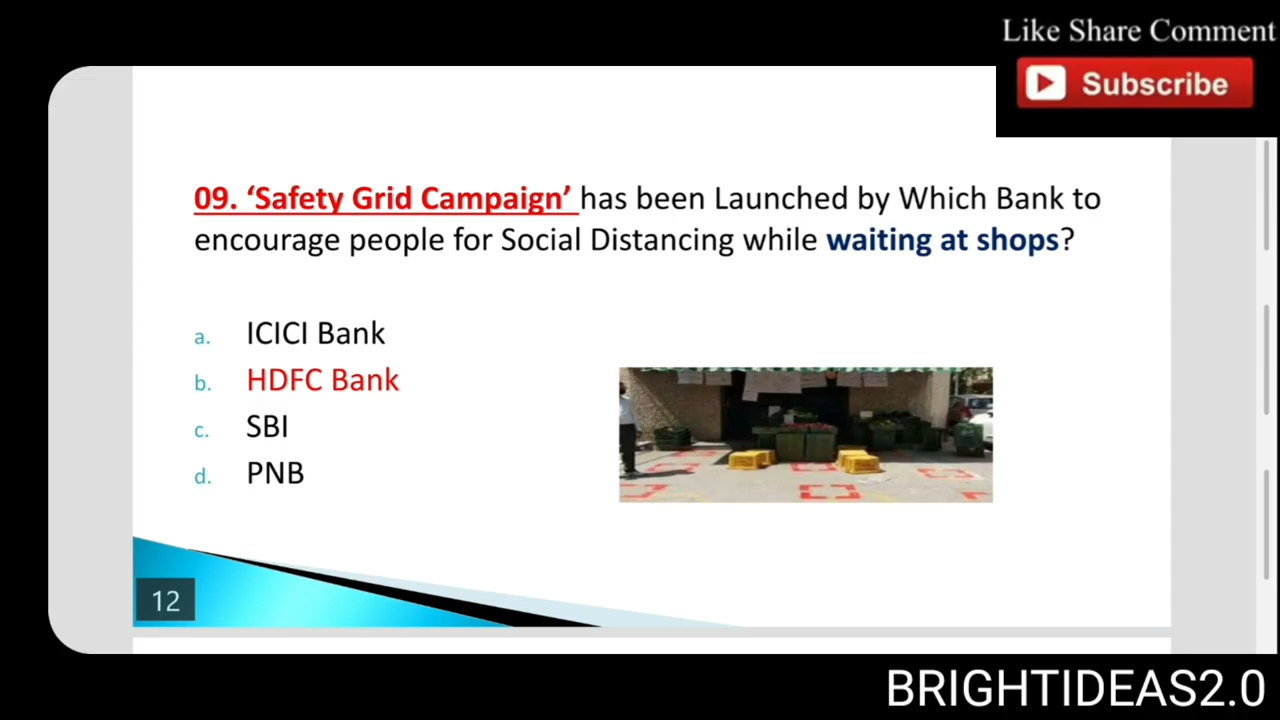 Like Share Comment
Subscribe
09. ‘Safety Grid Campaign’ has been Launched by Which Bank to
encourage people for Social Distancing while waiting at shops?
a. ICICI Bank
b. HDFC Bank
c. SBI
d. PNB
12
BRIGHTIDEAS2.0